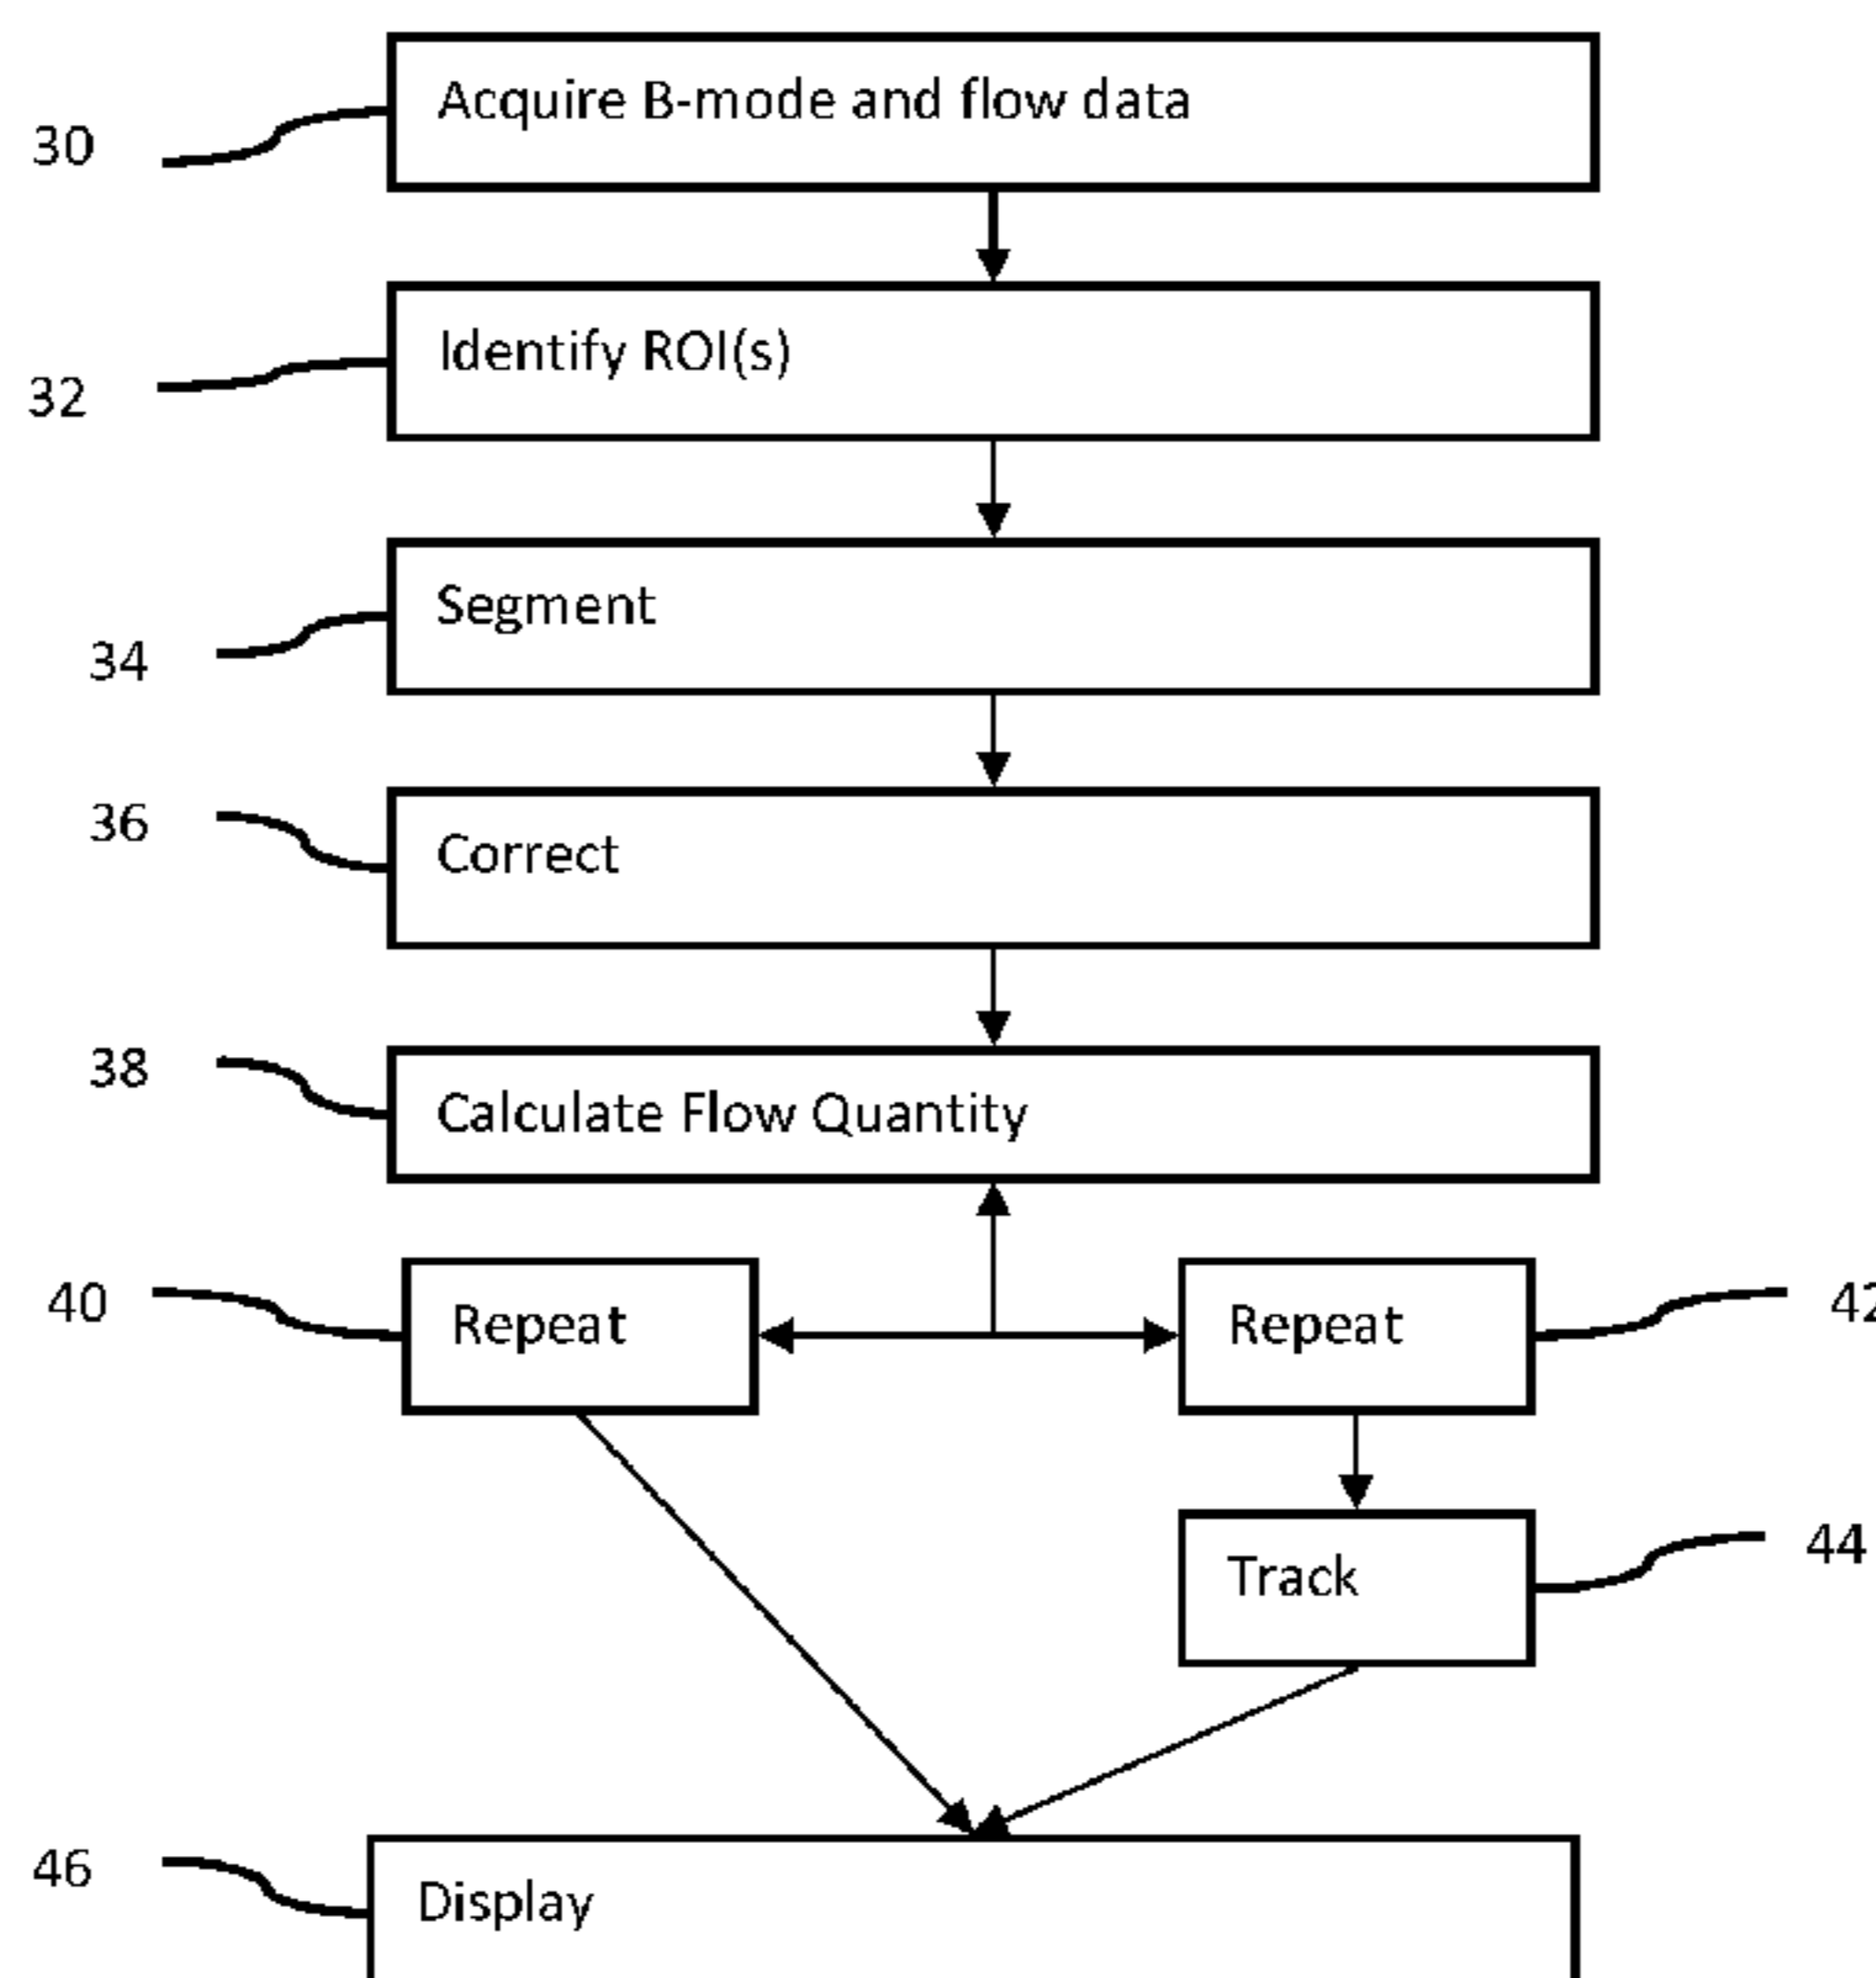 30
Acquire B-mode and flow data
32
Identify ROI(s)
34
Segment
36
Correct
38
Calculate Flow Quantity
40
Repeat
Repeat
42
Track
44
46
Display